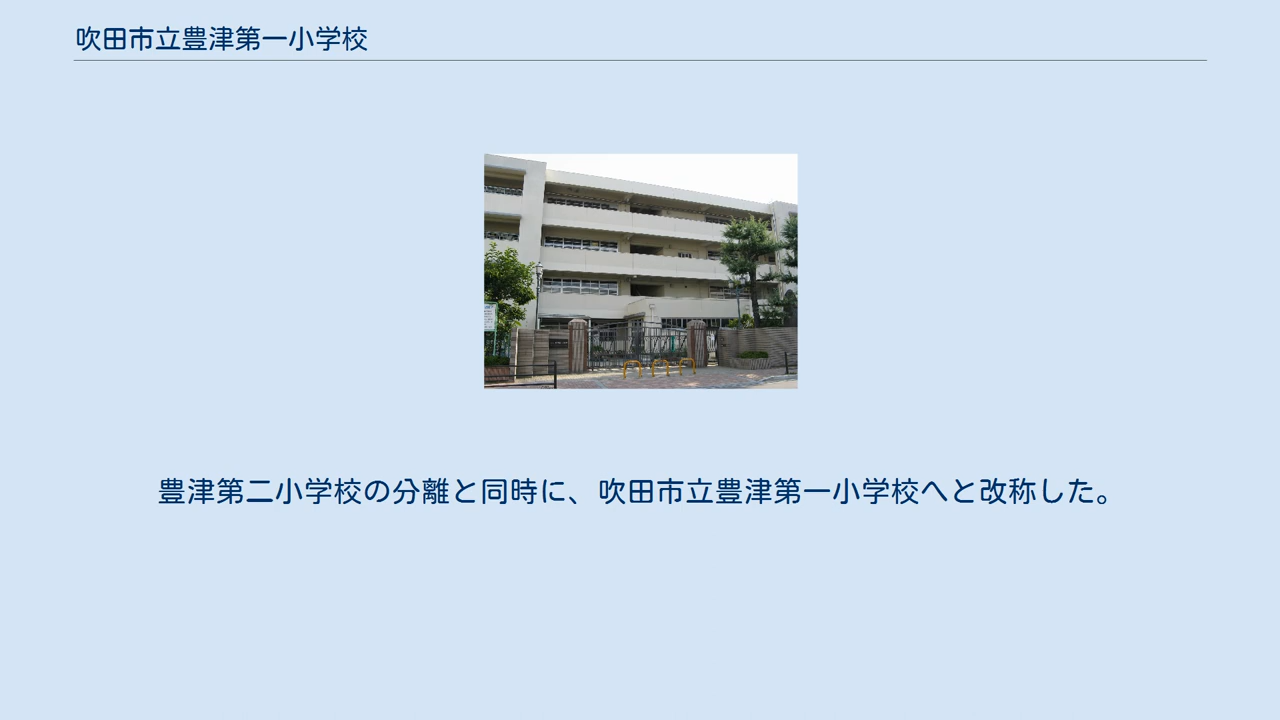 吹田市立豊津第一小学校
豊津第二小学校の分離と同時に、吹田市立豊津第一小学校へと改称した。